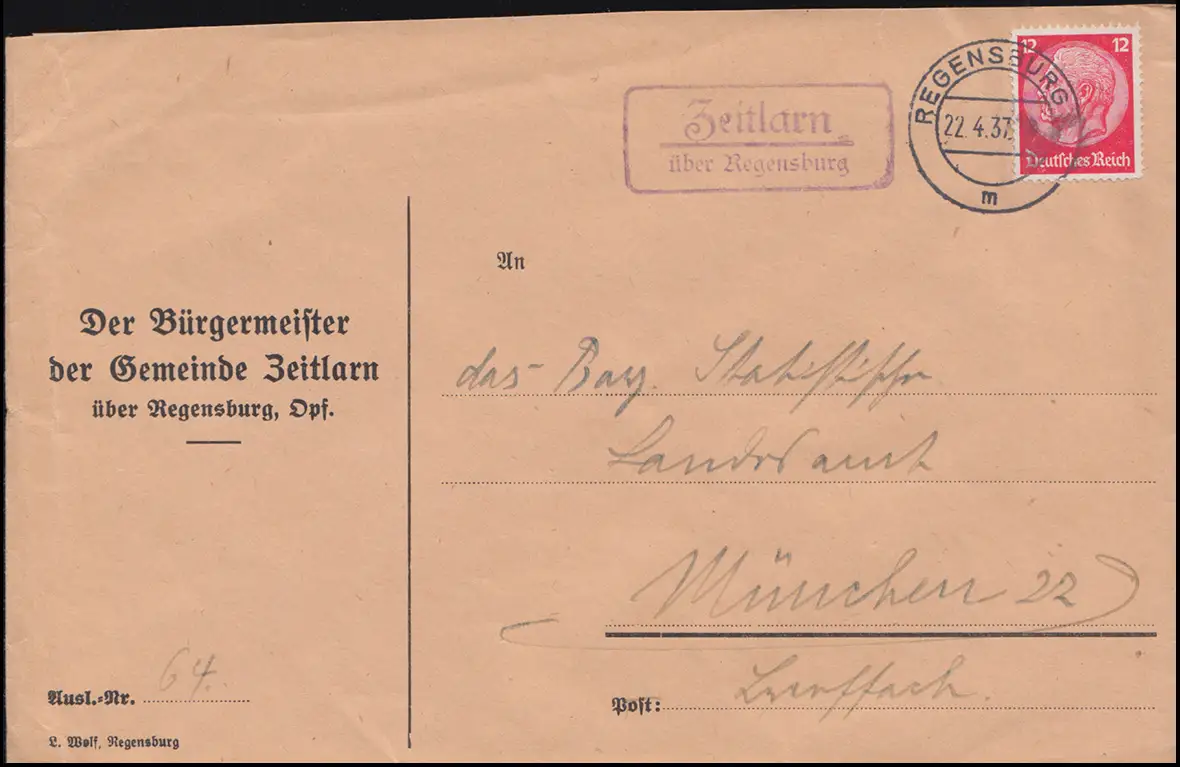 Zeitlarn
über Regensburg
REGENSBURG
22.4.37
m
12 12
Deutsches Reich
Der Bürgermeister
der Gemeinde Zeitlarn
über Regensburg, Opf.
An
das Bay. Statistische
Landesamt
München 22
Ausl.-Nr. 64.
Post:
L. Wolf, Regensburg